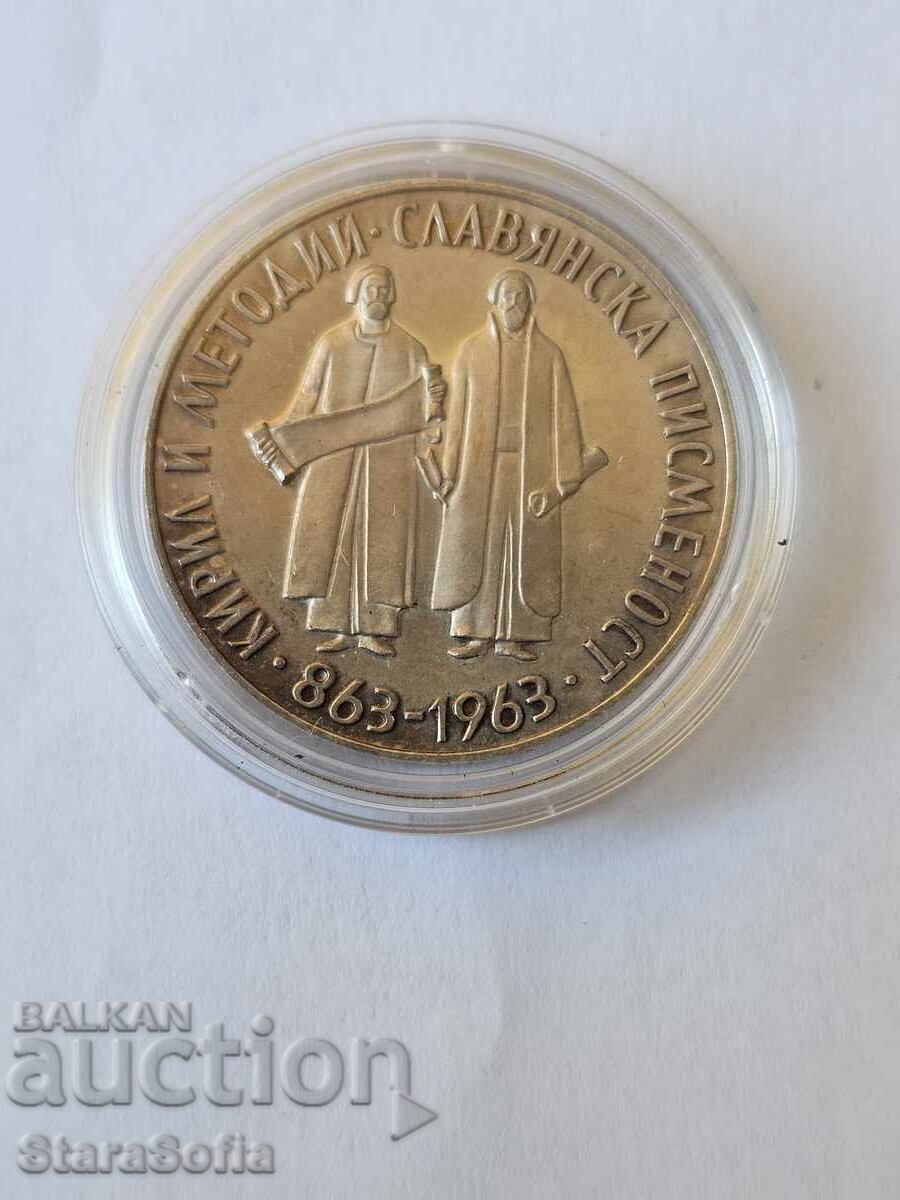 · КИРИЛ И МЕТОДИЙ · СЛАВЯНСКА ПИСМЕНОСТ ·
863-1963
BALKAN
auction
StaraSofia